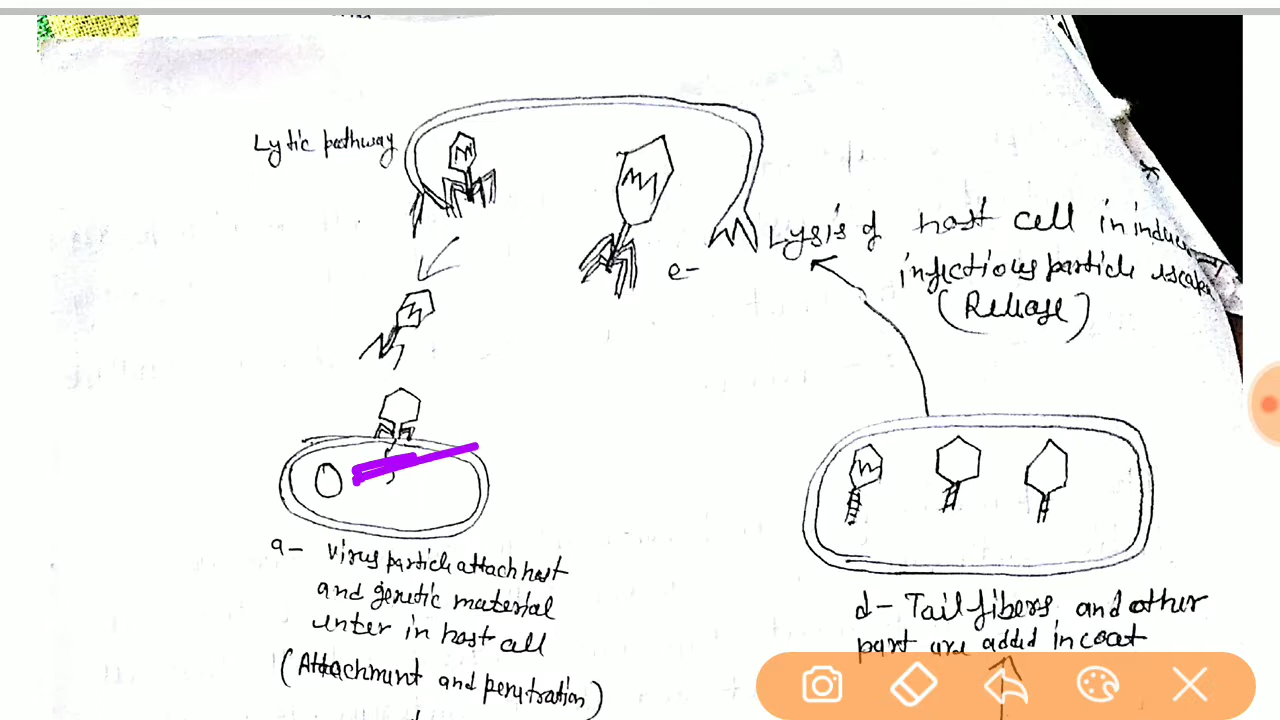 Lytic pathway
e- Lysis of host cell in induce
infectious particle escape
(Release)
a- virus particle attach host
and genetic material
enter in host cell
(Attachment and penetration)
d- Tail fibers and other
part are added in coat